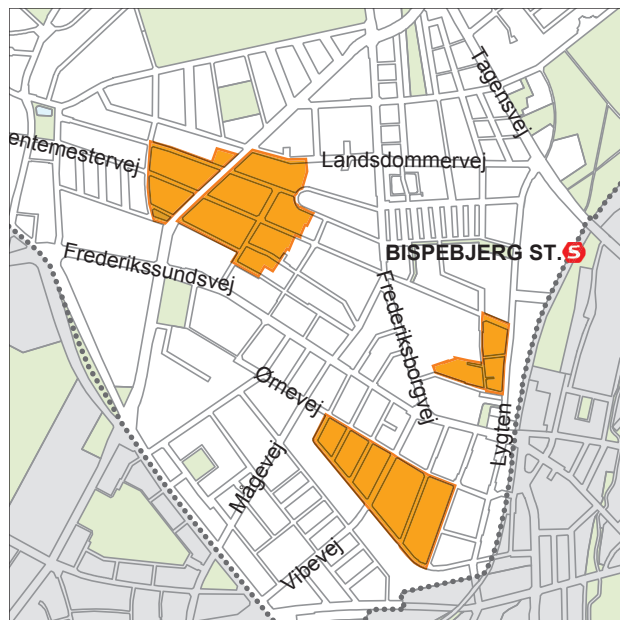 Tagensvej
entemestervej
Landsdommervej
BISPEBJERG ST. S
Frederikssundsvej
Frederiksborgvej
Ørnevej
Lygten
Mågevej
Vibevej